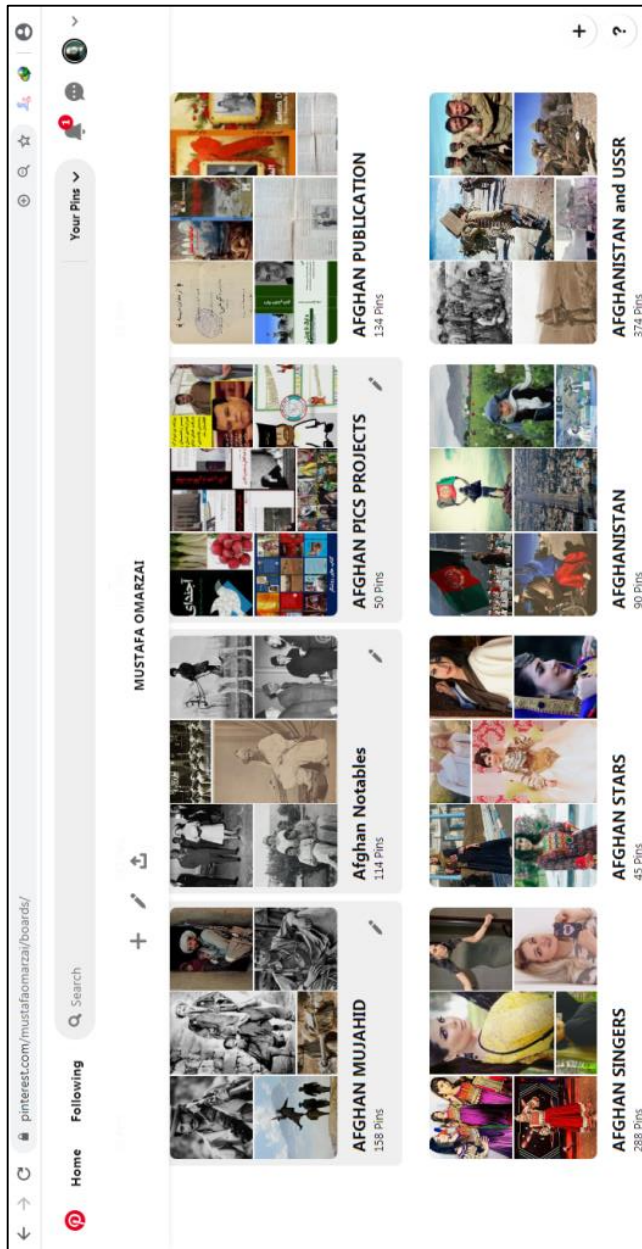 pinterest.com/mustafaomarzai/boards/
Home Following Search Your Pins 1
MUSTAFA OMARZAI
AFGHAN MUJAHID
158 Pins
Afghan Notables
114 Pins
AFGHAN PICS PROJECTS
50 Pins
AFGHAN PUBLICATION
134 Pins
AFGHAN SINGERS
288 Pins
AFGHAN STARS
45 Pins
AFGHANISTAN
90 Pins
AFGHANISTAN and USSR
374 Pins
?